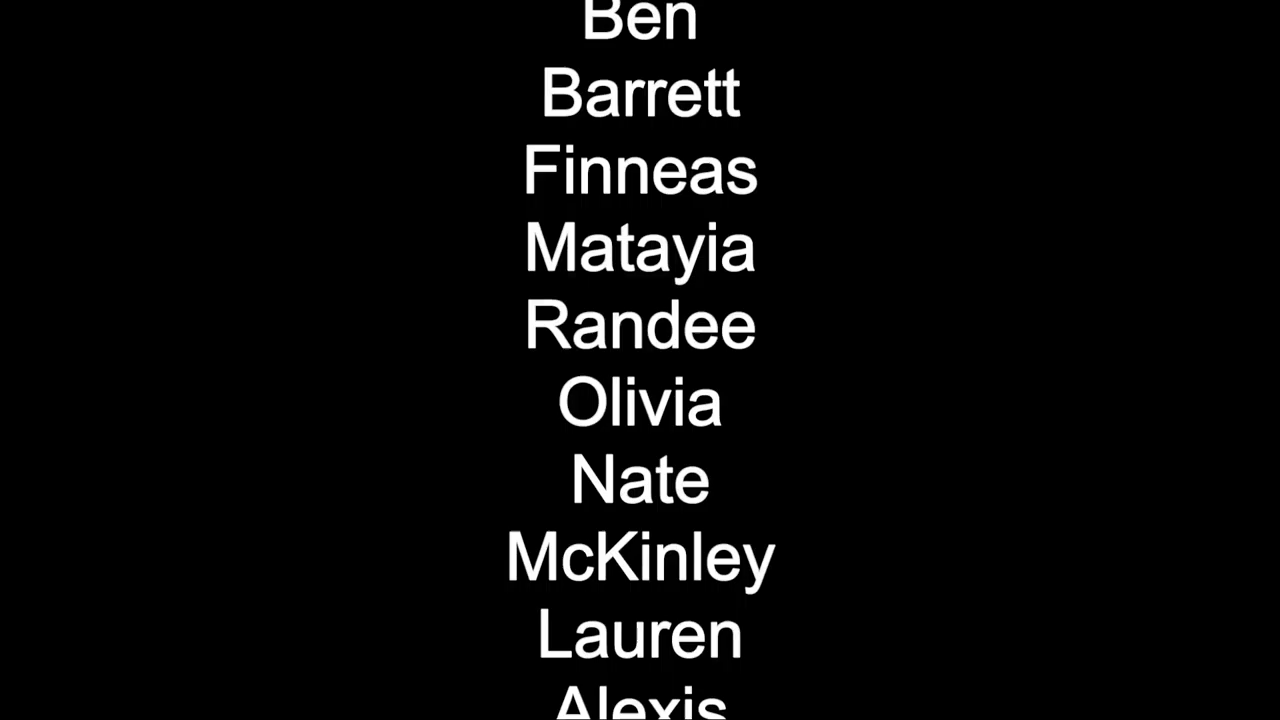 Ben
Barrett
Finneas
Matayia
Randee
Olivia
Nate
McKinley
Lauren
Alexis